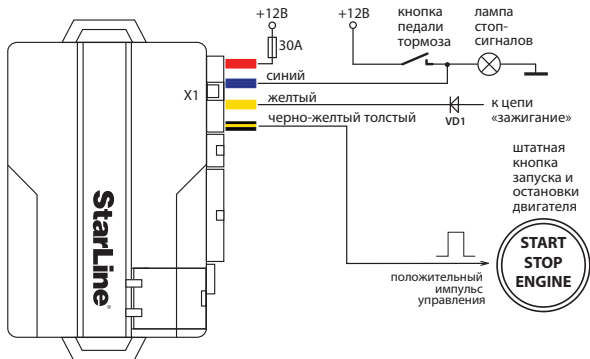 +12В
+12В
кнопка
педали
тормоза
лампа
стоп-
сигналов
30А
синий
X1
желтый
VD1
к цепи
«зажигание»
черно-желтый толстый
штатная
кнопка
запуска и
остановки
двигателя
StarLine®
START
STOP
ENGINE
положительный
импульс
управления